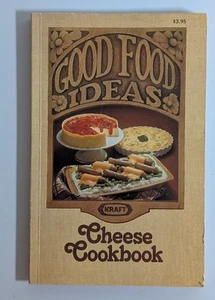 $3.95
GOOD FOOD
IDEAS
KRAFT
Cheese
Cookbook